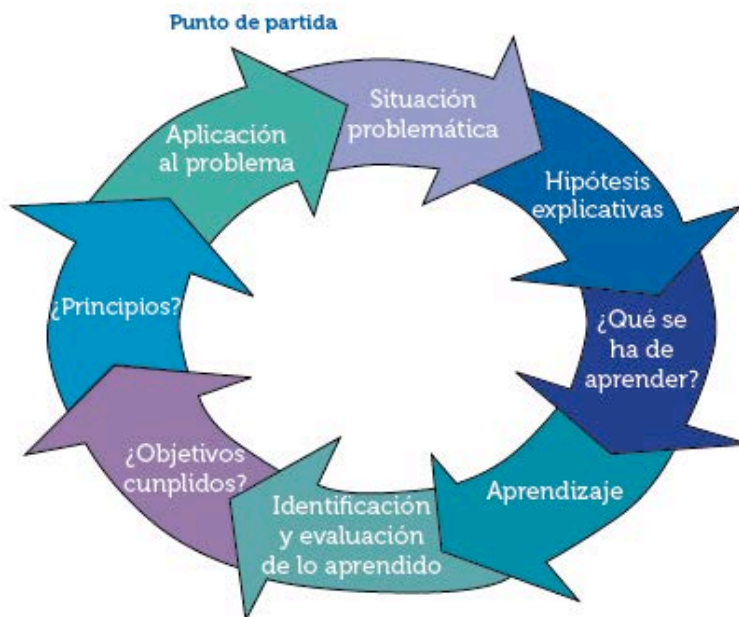 Punto de partida
Situación
problemática
Hipótesis
explicativas
¿Qué se
ha de
aprender?
Aprendizaje
Identificación
y evaluación
de lo aprendido
¿Objetivos
cunplidos?
¿Principios?
Aplicación
al problema